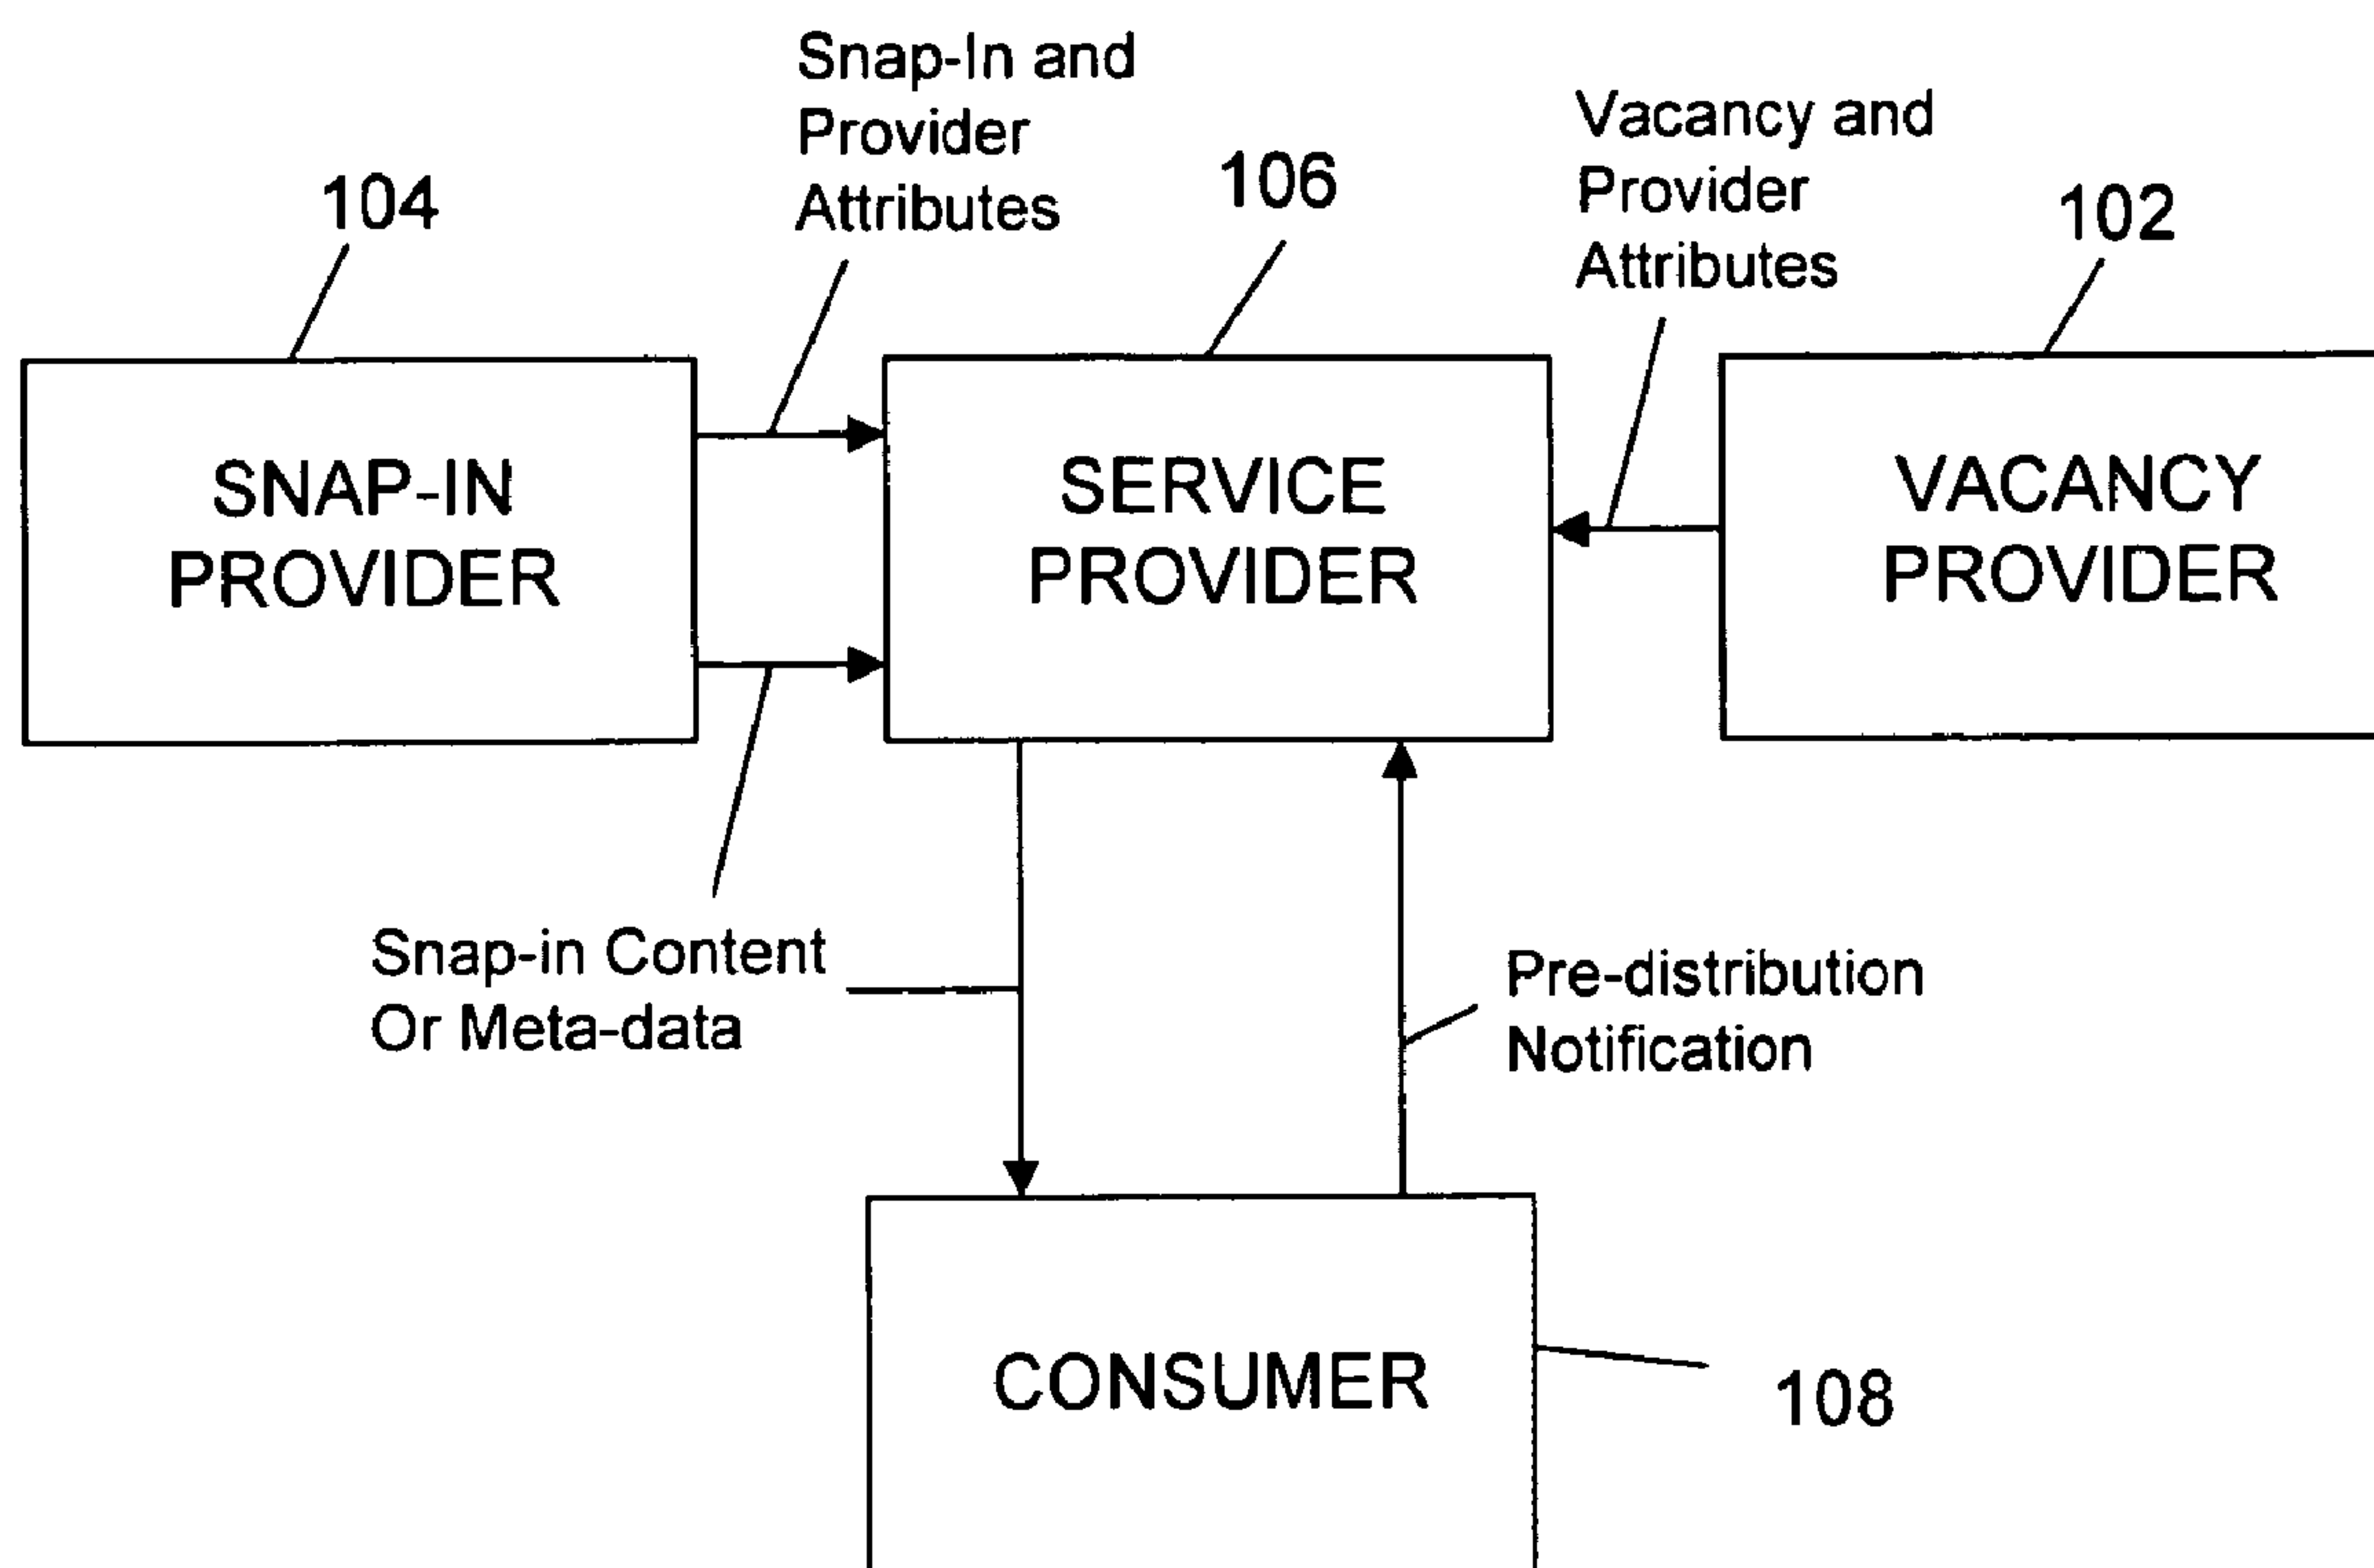 Snap-In and
Provider
Attributes
Vacancy and
Provider
Attributes
104
106
102
SNAP-IN
PROVIDER
SERVICE
PROVIDER
VACANCY
PROVIDER
Snap-in Content
Or Meta-data
Pre-distribution
Notification
CONSUMER
108